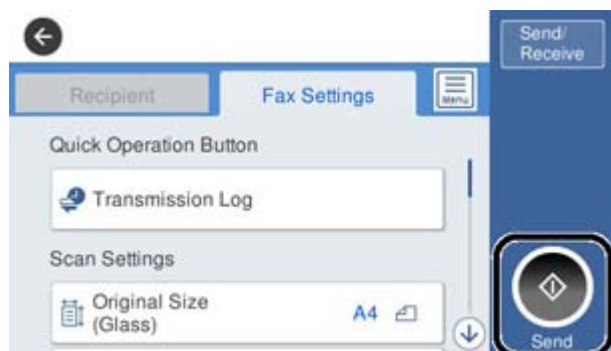 Send/
Receive
Recipient
Fax Settings
Menu
Quick Operation Button
Transmission Log
Scan Settings
Original Size
(Glass)
A4
Send